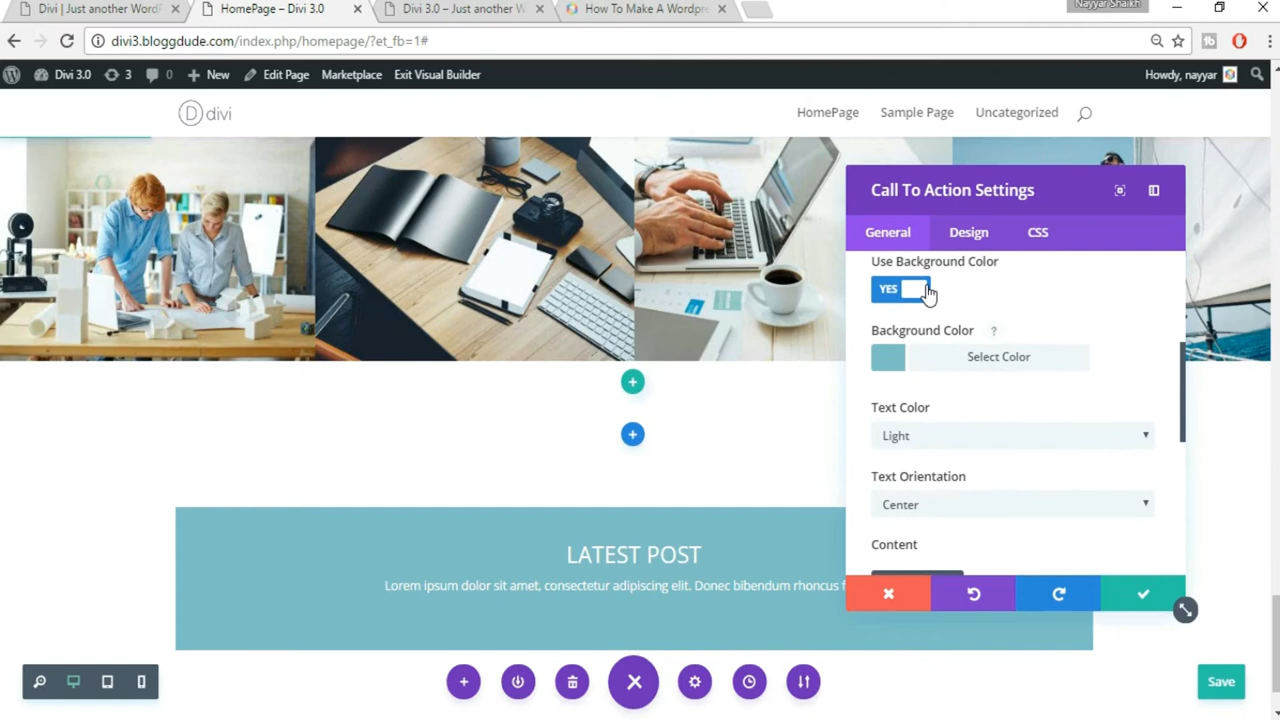 Divi | Just another WordP
HomePage – Divi 3.0
Divi 3.0 – Just another W
How To Make A Wordpre
Nayyar Shaikh
divi3.bloggdude.com/index.php/homepage/?et_fb=1#
Divi 3.0
3
0
New
Edit Page
Marketplace
Exit Visual Builder
Howdy, nayyar
D divi
HomePage
Sample Page
Uncategorized
Call To Action Settings
General
Design
CSS
Use Background Color
YES
Background Color ?
Select Color
Text Color
Light
Text Orientation
Center
Content
LATEST POST
Lorem ipsum dolor sit amet, consectetur adipiscing elit. Donec bibendum rhoncus f
Save